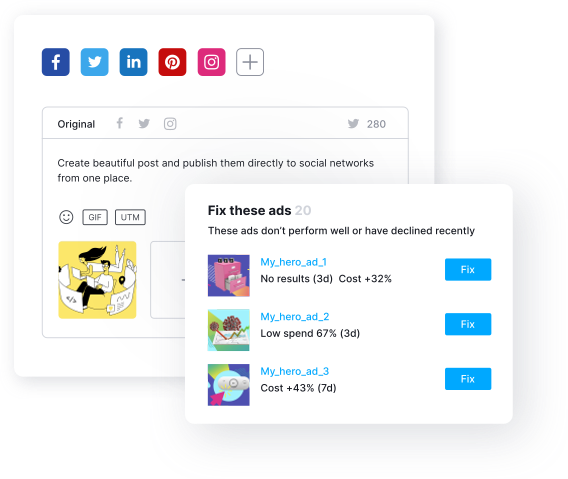 Original
280
Create beautiful post and publish them directly to social networks
from one place.
GIF UTM
Fix these ads 20
These ads don't perform well or have declined recently
My_hero_ad_1
No results (3d) Cost +32%
Fix
My_hero_ad_2
Low spend 67% (3d)
Fix
My_hero_ad_3
Cost +43% (7d)
Fix